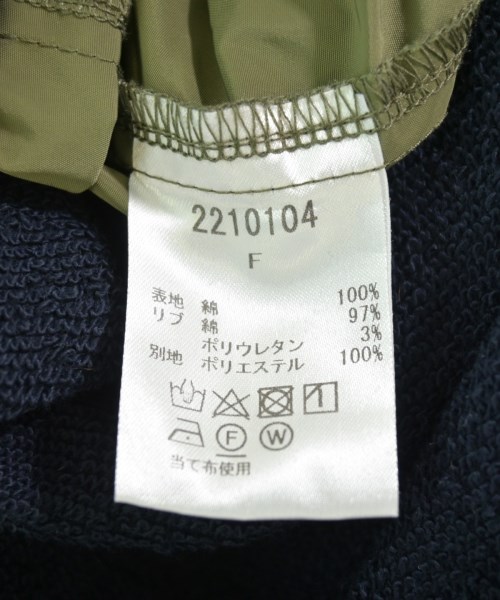 2210104
F
表地 綿 100%
リブ 綿 97%
ポリウレタン 3%
別地 ポリエステル 100%
F W
当て布使用